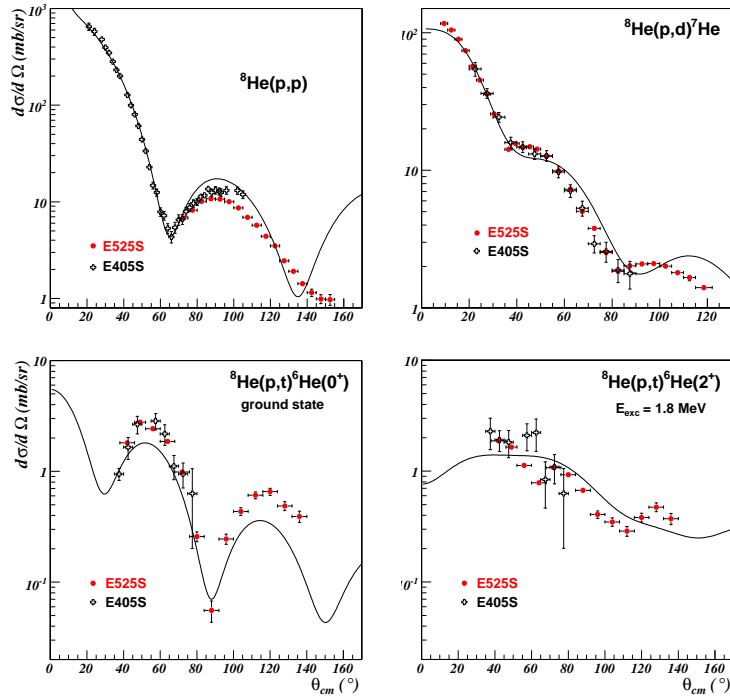 dσ/d Ω (mb/sr)
10³
10²
10
1
⁸He(p,p)
E525S
E405S
0 20 40 60 80 100 120 140 160
10²
10
1
⁸He(p,d)⁷He
E525S
E405S
0 20 40 60 80 100 120
dσ/d Ω (mb/sr)
10
1
10⁻¹
⁸He(p,t)⁶He(0⁺)
ground state
E525S
E405S
0 20 40 60 80 100 120 140 160
θcm (°)
10
1
10⁻¹
⁸He(p,t)⁶He(2⁺)
Eexc = 1.8 MeV
E525S
E405S
0 20 40 60 80 100 120 140 160
θcm (°)